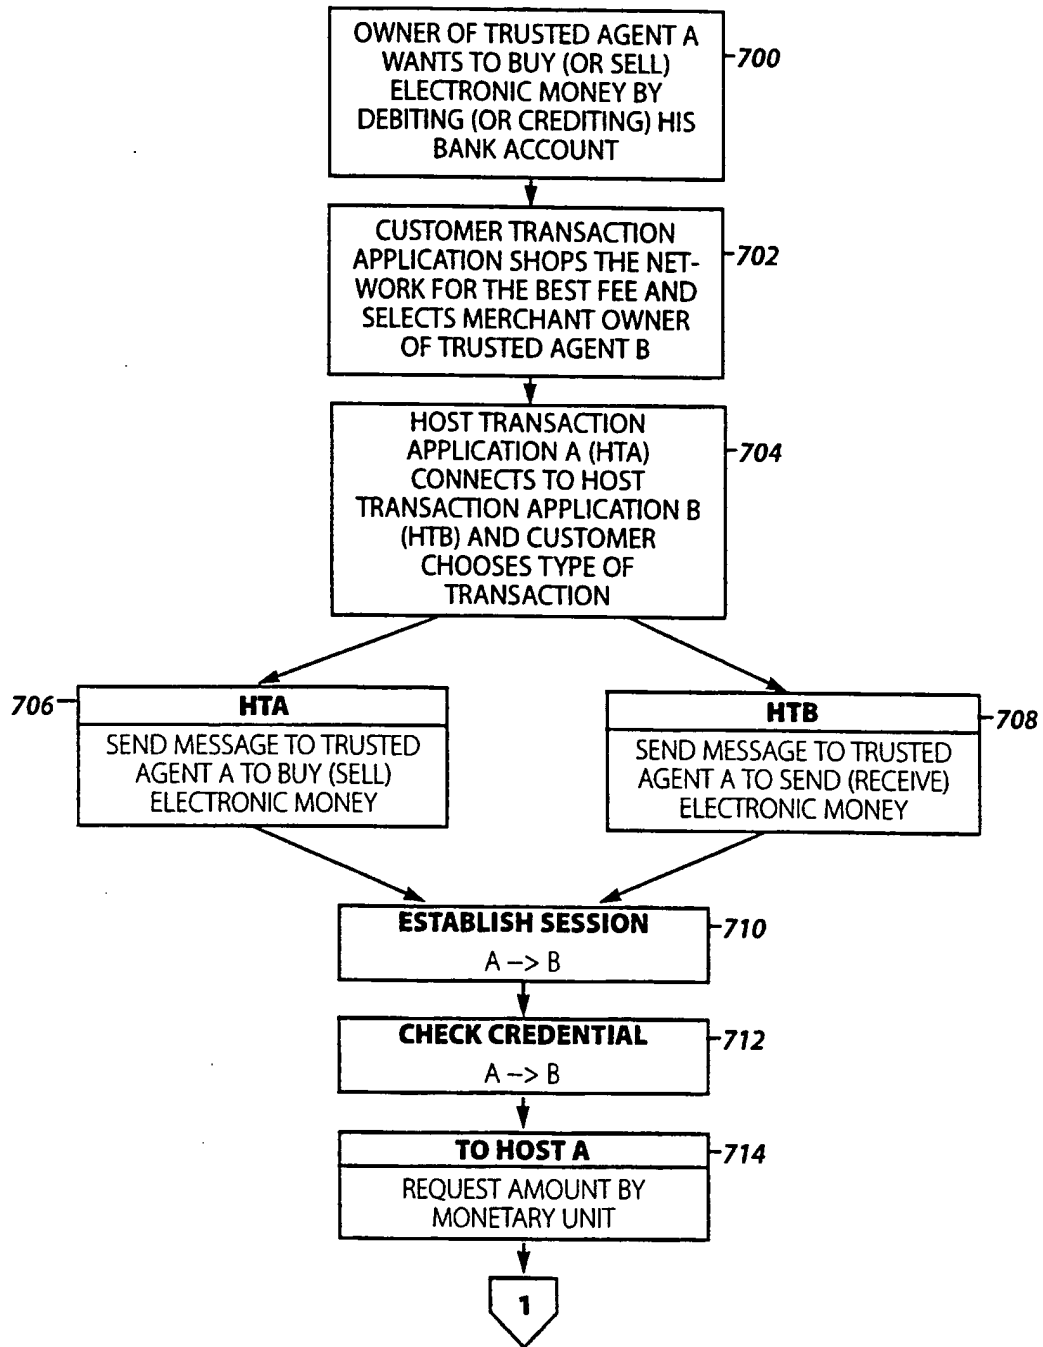 OWNER OF TRUSTED AGENT A
WANTS TO BUY (OR SELL)
ELECTRONIC MONEY BY
DEBITING (OR CREDITING) HIS
BANK ACCOUNT
700
CUSTOMER TRANSACTION
APPLICATION SHOPS THE NET-
WORK FOR THE BEST FEE AND
SELECTS MERCHANT OWNER
OF TRUSTED AGENT B
702
HOST TRANSACTION
APPLICATION A (HTA)
CONNECTS TO HOST
TRANSACTION APPLICATION B
(HTB) AND CUSTOMER
CHOOSES TYPE OF
TRANSACTION
704
706
HTA
SEND MESSAGE TO TRUSTED
AGENT A TO BUY (SELL)
ELECTRONIC MONEY
HTB
708
SEND MESSAGE TO TRUSTED
AGENT A TO SEND (RECEIVE)
ELECTRONIC MONEY
ESTABLISH SESSION
710
A –> B
CHECK CREDENTIAL
712
A –> B
TO HOST A
714
REQUEST AMOUNT BY
MONETARY UNIT
1